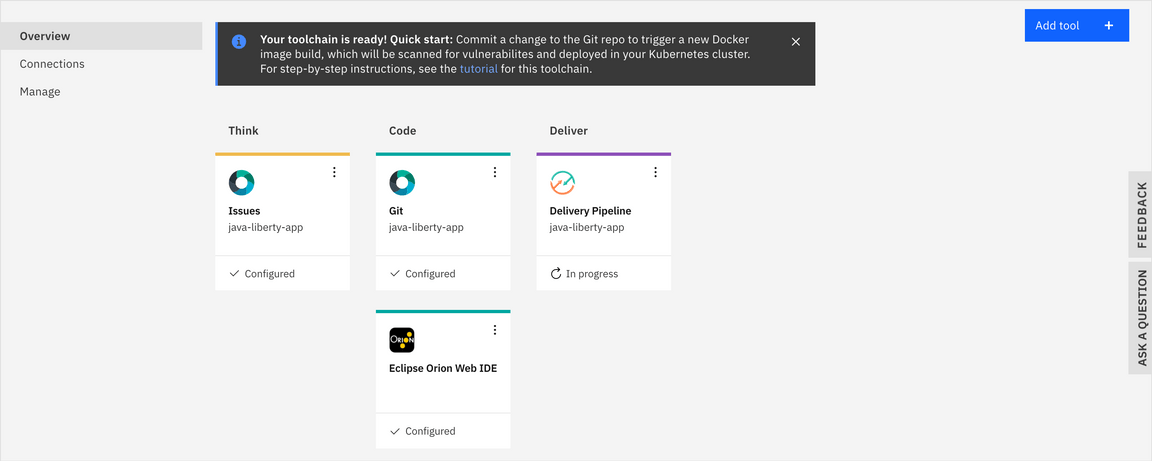 Overview
Connections
Manage
Your toolchain is ready! Quick start: Commit a change to the Git repo to trigger a new Docker
image build, which will be scanned for vulnerabilites and deployed in your Kubernetes cluster.
For step-by-step instructions, see the tutorial for this toolchain.
Add tool
Think
Code
Deliver
Issues
java-liberty-app
Configured
Git
java-liberty-app
Configured
Delivery Pipeline
java-liberty-app
In progress
ORION
Eclipse Orion Web IDE
Configured
FEEDBACK
ASK A QUESTION